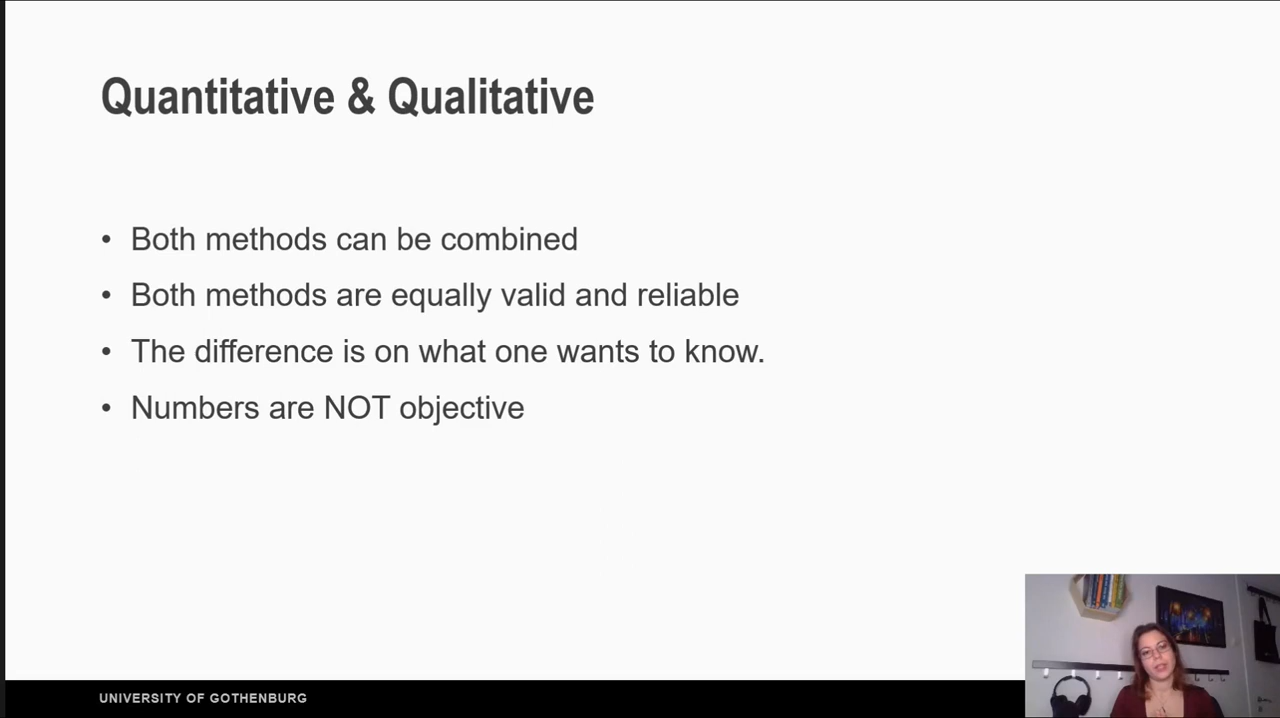 Quantitative & Qualitative
• Both methods can be combined
• Both methods are equally valid and reliable
• The difference is on what one wants to know.
• Numbers are NOT objective
UNIVERSITY OF GOTHENBURG